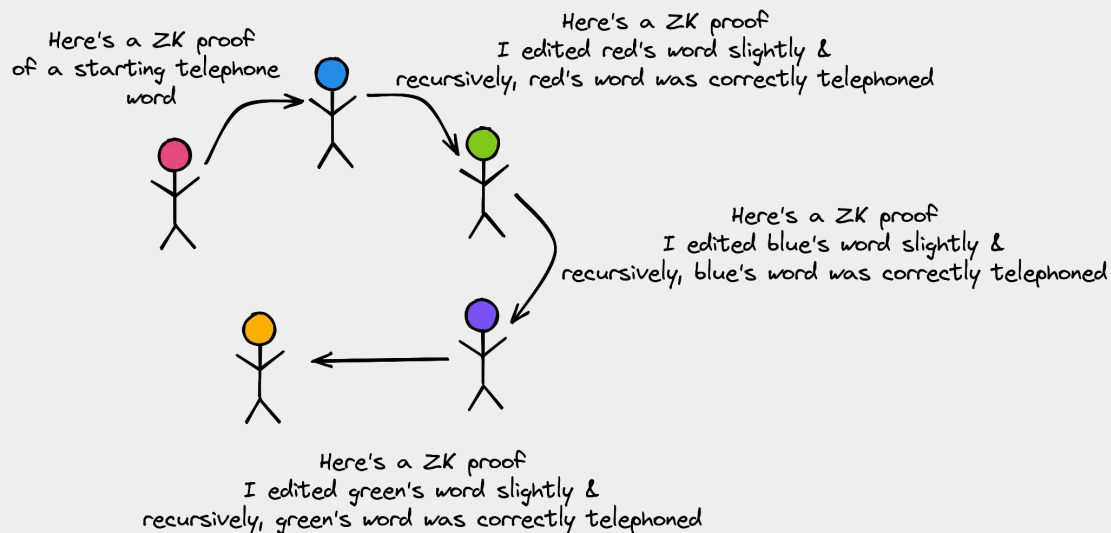 Here's a ZK proof
of a starting telephone
word
Here's a ZK proof
I edited red's word slightly &
recursively, red's word was correctly telephoned
Here's a ZK proof
I edited blue's word slightly &
recursively, blue's word was correctly telephoned
Here's a ZK proof
I edited green's word slightly &
recursively, green's word was correctly telephoned